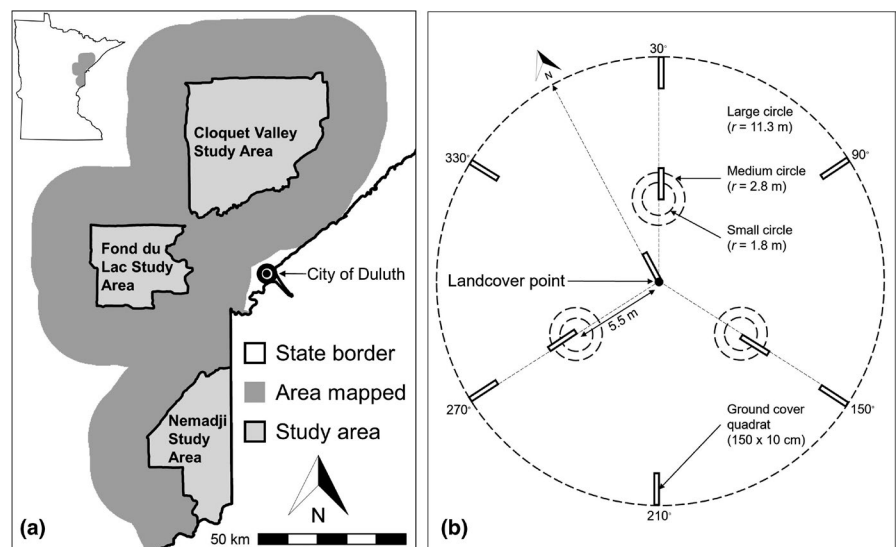 Cloquet Valley
Study Area
Fond du
Lac Study
Area
City of Duluth
State border
Area mapped
Study area
Nemadji
Study
Area
N
50 km
(a)
30°
N
Large circle
(r = 11.3 m)
330°
90°
Medium circle
(r = 2.8 m)
Small circle
(r = 1.8 m)
Landcover point
5.5 m
270°
150°
Ground cover
quadrat
(150 x 10 cm)
210°
(b)